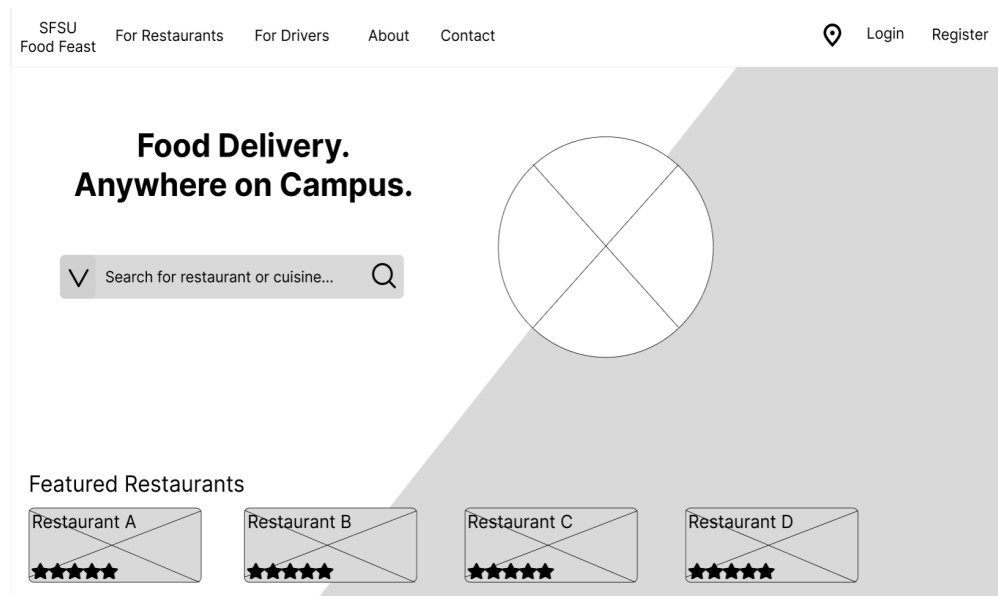 SFSU
Food Feast
For Restaurants
For Drivers
About
Contact
Login
Register
Food Delivery.
Anywhere on Campus.
Search for restaurant or cuisine...
Featured Restaurants
Restaurant A
Restaurant B
Restaurant C
Restaurant D